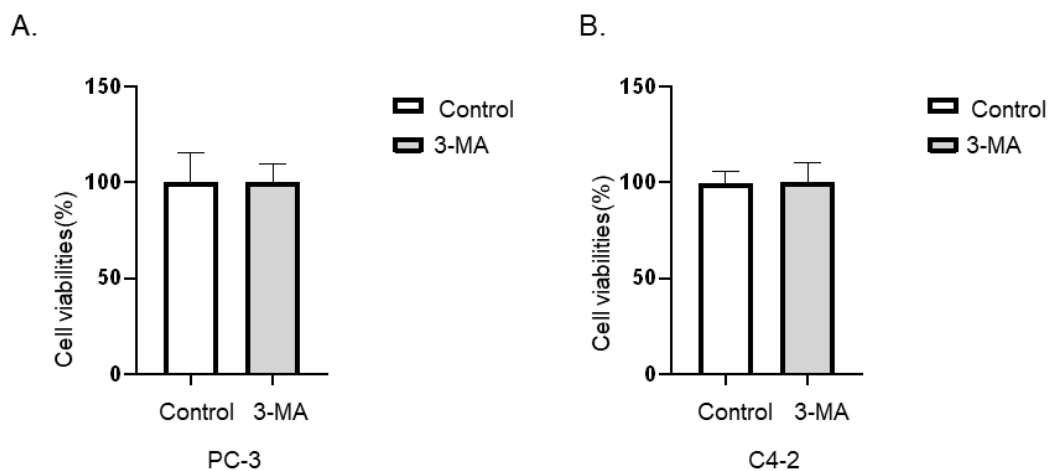 A.
Cell viabilities(%)
150
100
50
0
Control
3-MA
Control 3-MA
PC-3
B.
Cell viabilities(%)
150
100
50
0
Control
3-MA
Control 3-MA
C4-2